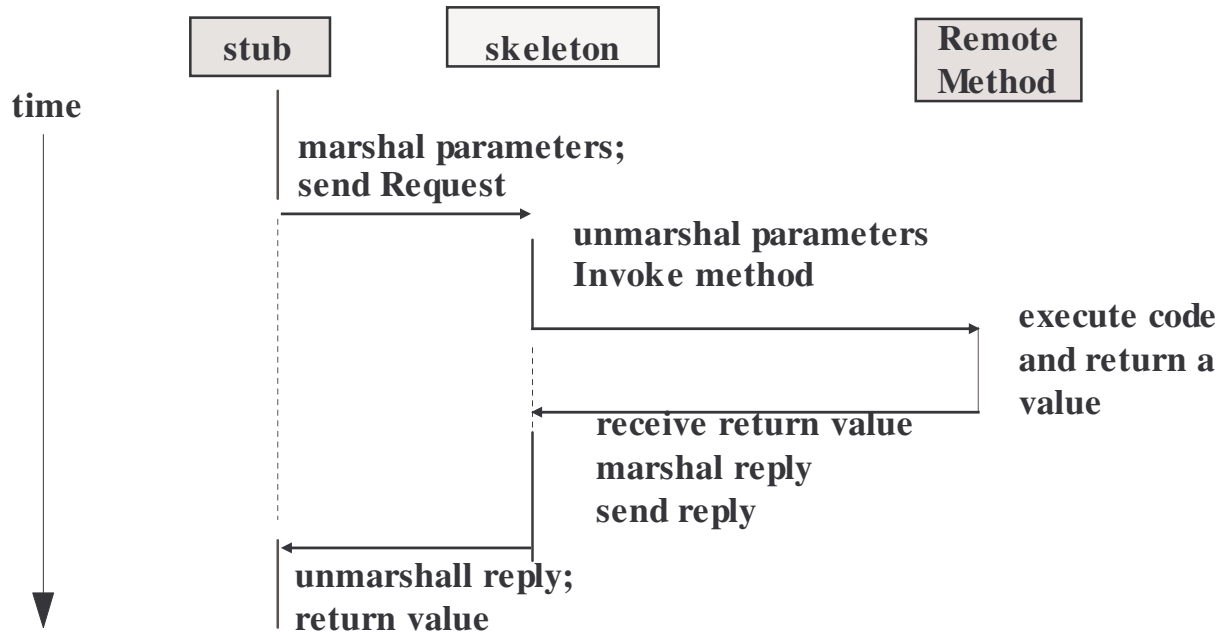 stub
skeleton
Remote
Method
time
marshal parameters;
send Request
unmarshal parameters
Invoke method
execute code
and return a
value
receive return value
marshal reply
send reply
unmarshall reply;
return value